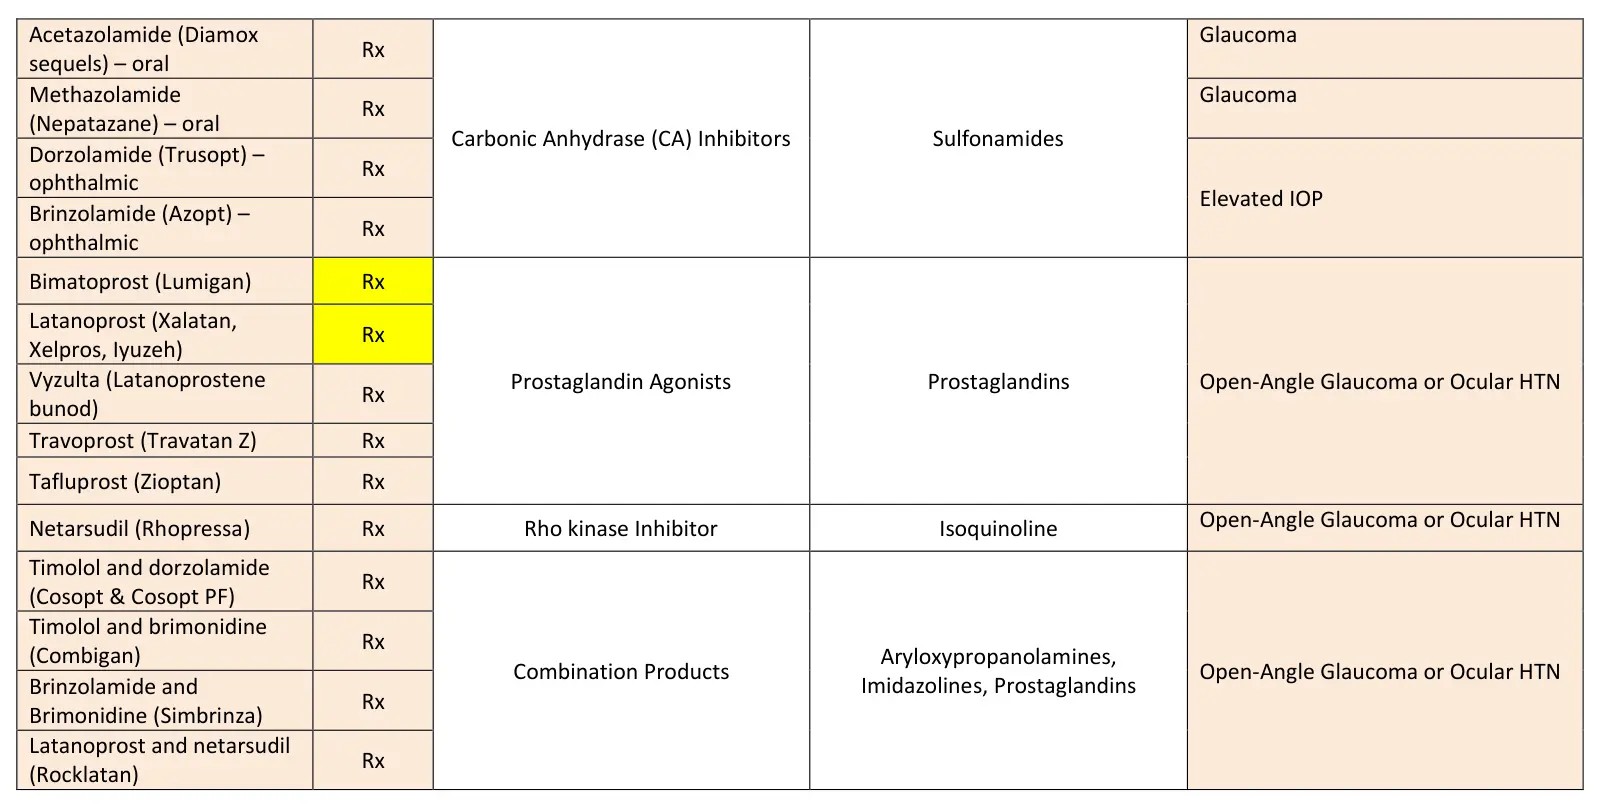 Acetazolamide (Diamox
sequels) – oral
Rx
Carbonic Anhydrase (CA) Inhibitors
Sulfonamides
Glaucoma
Methazolamide
(Nepatazane) – oral
Rx
Glaucoma
Dorzolamide (Trusopt) –
ophthalmic
Rx
Elevated IOP
Brinzolamide (Azopt) –
ophthalmic
Rx
Bimatoprost (Lumigan)
Rx
Prostaglandin Agonists
Prostaglandins
Open-Angle Glaucoma or Ocular HTN
Latanoprost (Xalatan,
Xelpros, Iyuzeh)
Rx
Vyzulta (Latanoprostene
bunod)
Rx
Travoprost (Travatan Z)
Rx
Tafluprost (Zioptan)
Rx
Netarsudil (Rhopressa)
Rx
Rho kinase Inhibitor
Isoquinoline
Open-Angle Glaucoma or Ocular HTN
Timolol and dorzolamide
(Cosopt & Cosopt PF)
Rx
Combination Products
Aryloxypropanolamines,
Imidazolines, Prostaglandins
Open-Angle Glaucoma or Ocular HTN
Timolol and brimonidine
(Combigan)
Rx
Brinzolamide and
Brimonidine (Simbrinza)
Rx
Latanoprost and netarsudil
(Rocklatan)
Rx